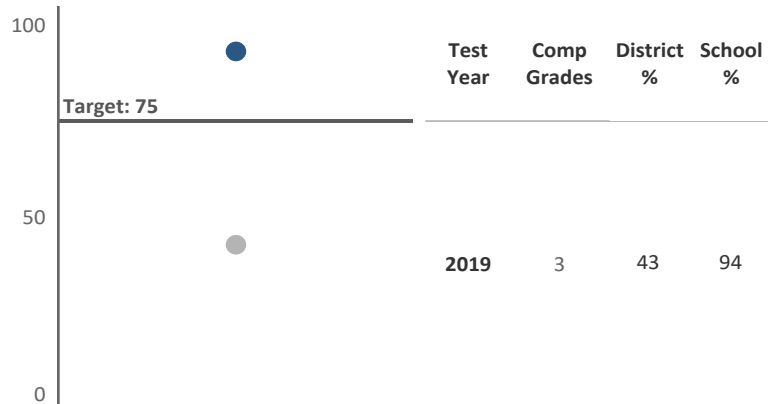 100
Target: 75
50
0
Test Comp District School
Year Grades % %
2019 3 43 94